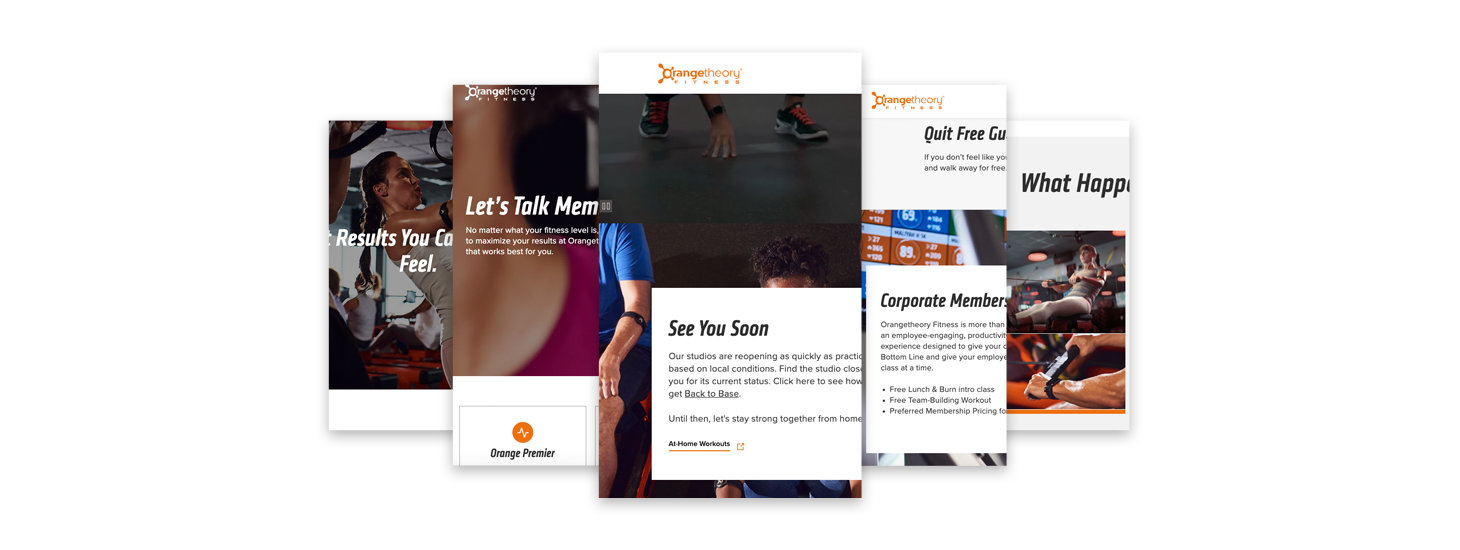 Results You Ca
Feel.
Orangetheory
FITNESS
Let's Talk Mem
No matter what your fitness level is,
to maximize your results at Oranget
that works best for you.
Orange Premier
Orangetheory
FITNESS
See You Soon
Our studios are reopening as quickly as practic
based on local conditions. Find the studio close
you for its current status. Click here to see how
get Back to Base.
Until then, let's stay strong together from home
At-Home Workouts
Orangetheory
FITNESS
Quit Free Gu
If you don't feel like you
and walk away for free.
69
89
Corporate Members
Orangetheory Fitness is more than
an employee-engaging, productivity
experience designed to give your c
Bottom Line and give your employe
class at a time.
• Free Lunch & Burn intro class
• Free Team-Building Workout
• Preferred Membership Pricing fo
What Happe